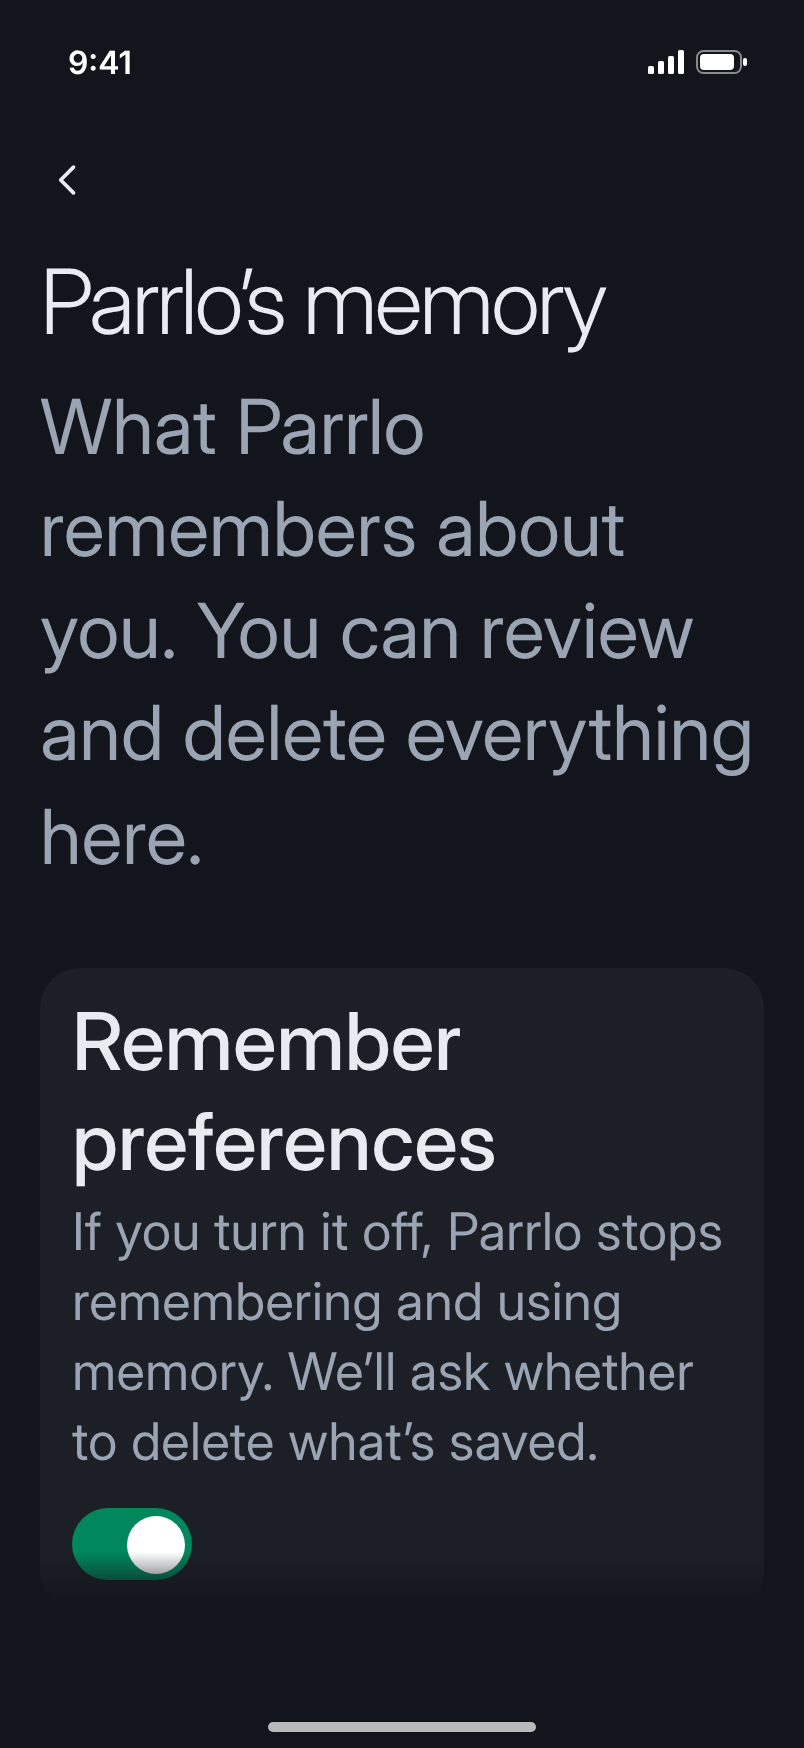 9:41
Parrlo’s memory
What Parrlo
remembers about
you. You can review
and delete everything
here.
Remember
preferences
If you turn it off, Parrlo stops
remembering and using
memory. We’ll ask whether
to delete what’s saved.